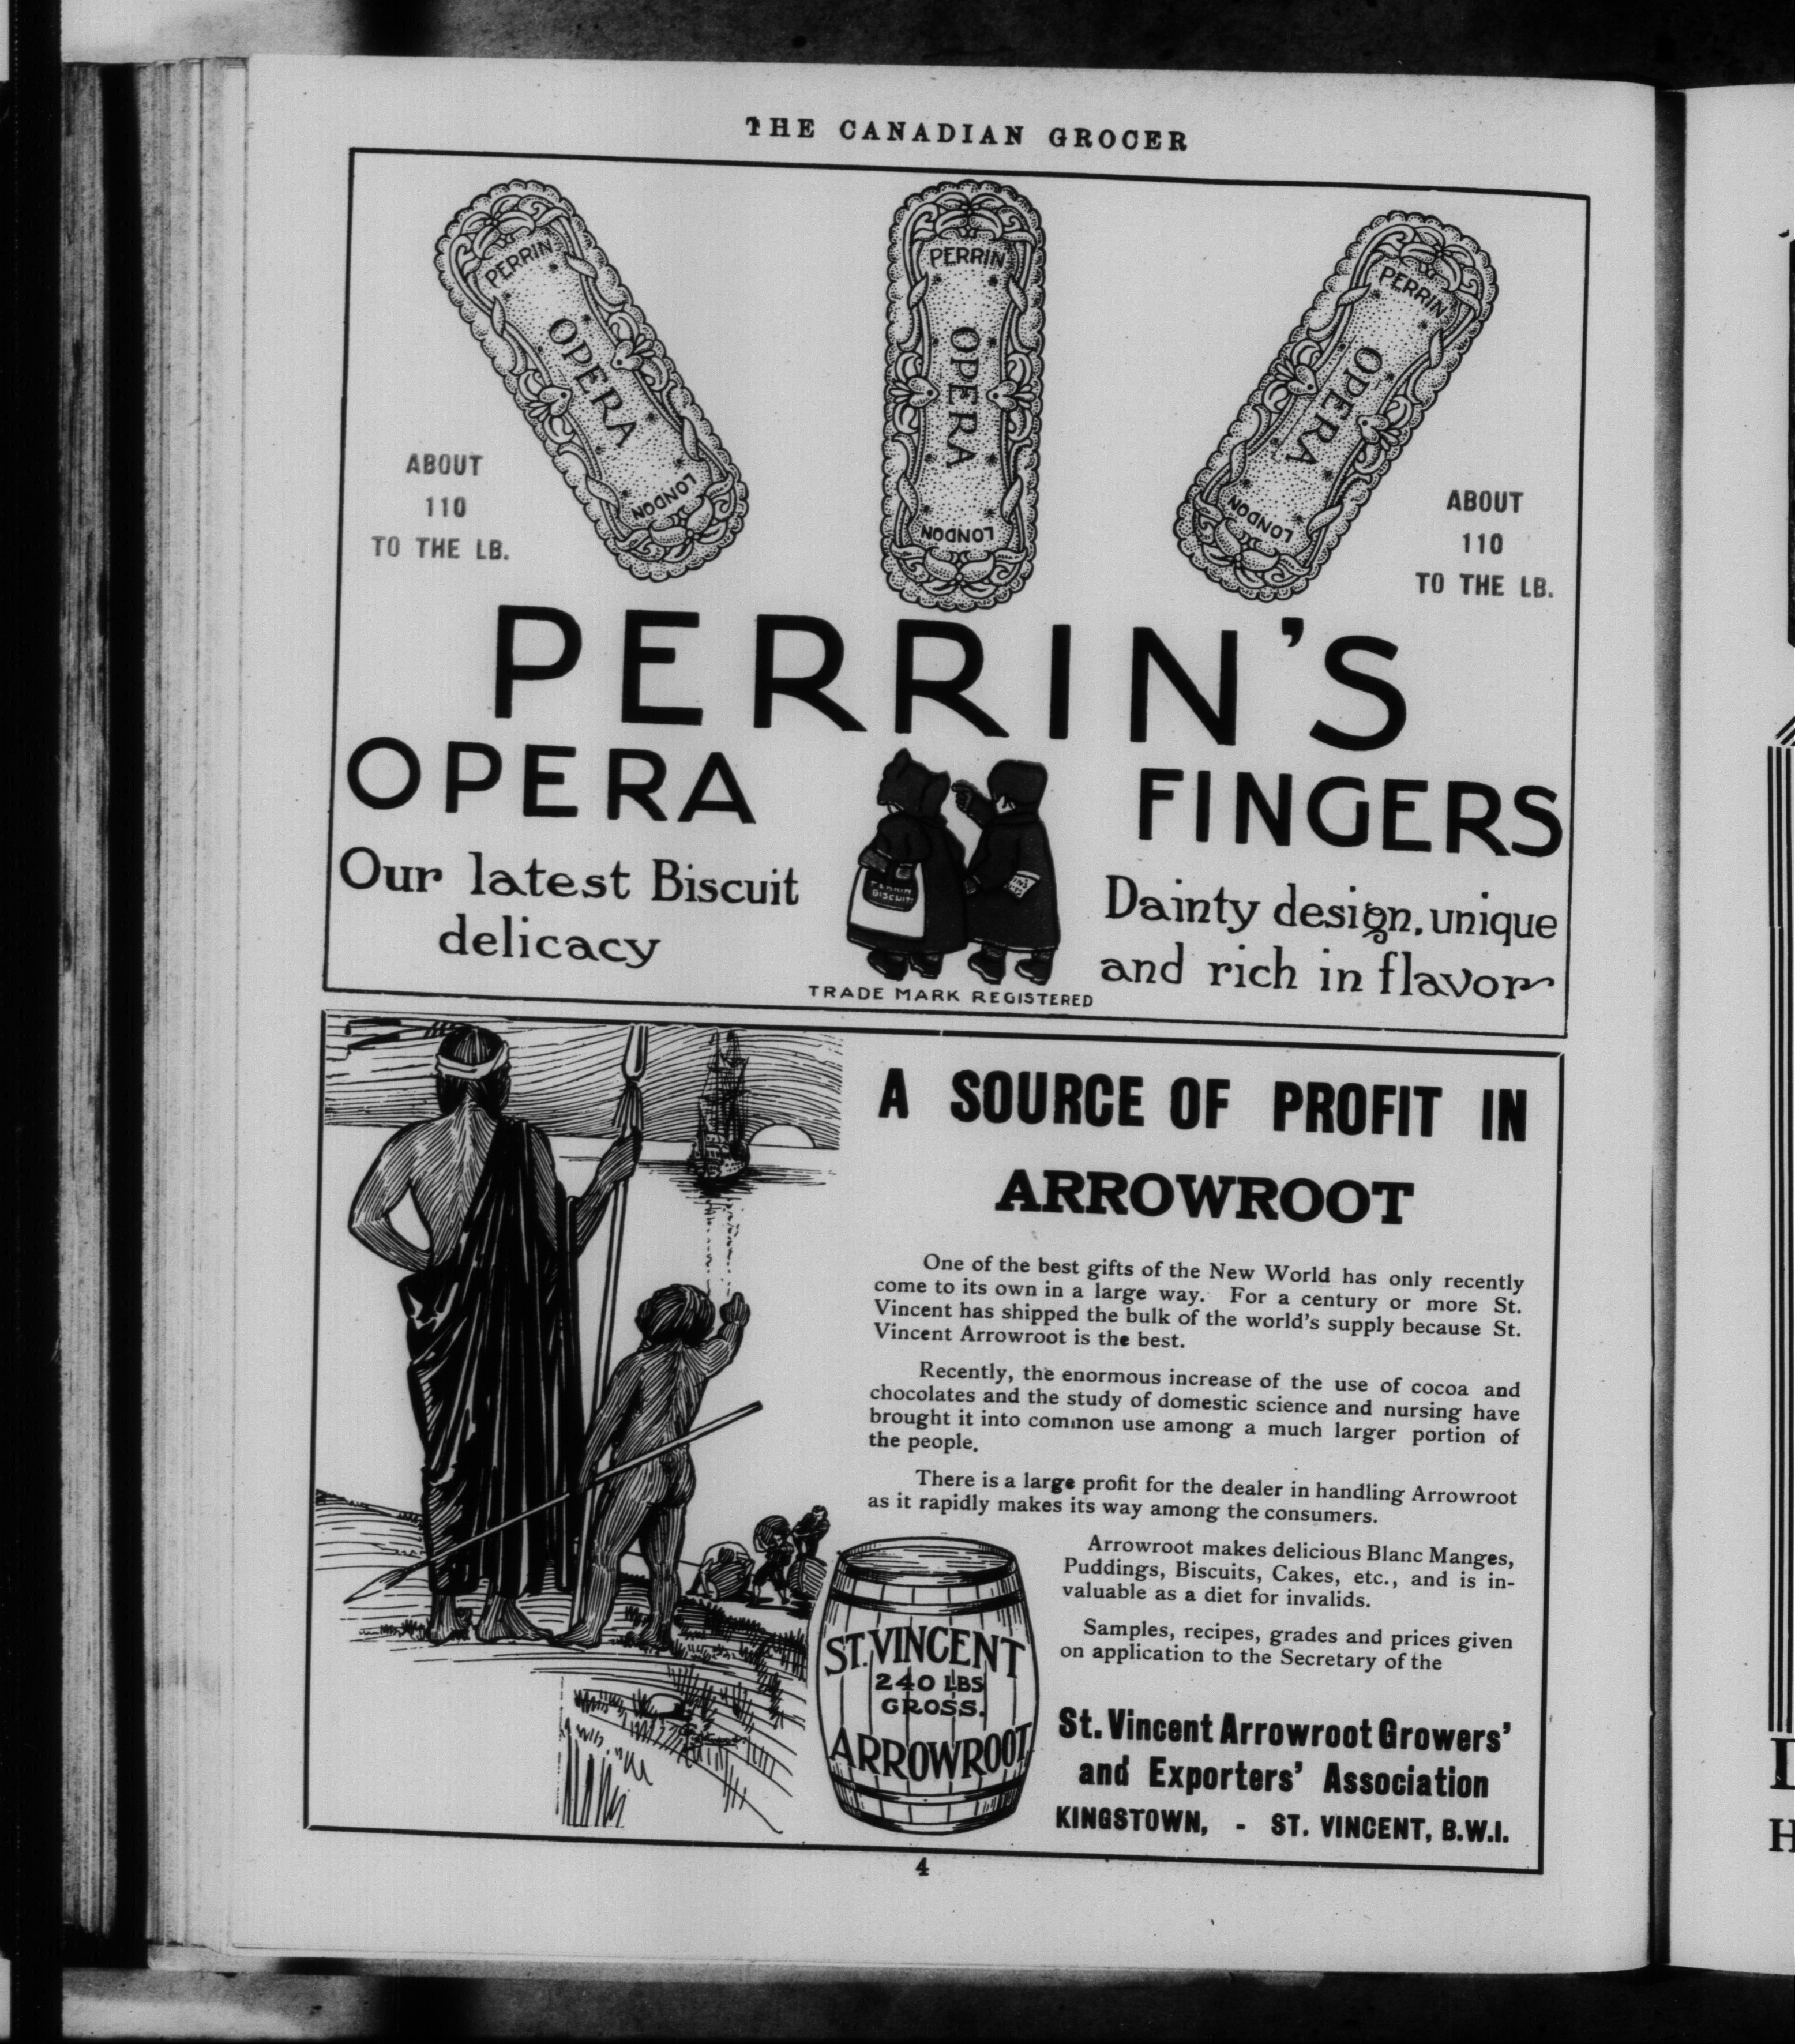 THE CANADIAN GROCER
PERRIN
OPERA
LONDON
PERRIN
OPERA
LONDON
PERRIN
OPERA
LONDON
ABOUT
110
TO THE LB.
ABOUT
110
TO THE LB.
PERRIN'S
OPERA
FINGERS
Our latest Biscuit
delicacy
PERRIN
BISCUIT
Dainty design, unique
and rich in flavor
TRADE MARK REGISTERED
A SOURCE OF PROFIT IN
ARROWROOT
One of the best gifts of the New World has only recently
come to its own in a large way. For a century or more St.
Vincent has shipped the bulk of the world's supply because St.
Vincent Arrowroot is the best.
Recently, the enormous increase of the use of cocoa and
chocolates and the study of domestic science and nursing have
brought it into common use among a much larger portion of
the people.
There is a large profit for the dealer in handling Arrowroot
as it rapidly makes its way among the consumers.
Arrowroot makes delicious Blanc Manges,
Puddings, Biscuits, Cakes, etc., and is in-
valuable as a diet for invalids.
Samples, recipes, grades and prices given
on application to the Secretary of the
ST. VINCENT
240 LBS
GROSS.
ARROWROOT
St. Vincent Arrowroot Growers'
and Exporters' Association
KINGSTOWN, - ST. VINCENT, B.W.I.
4